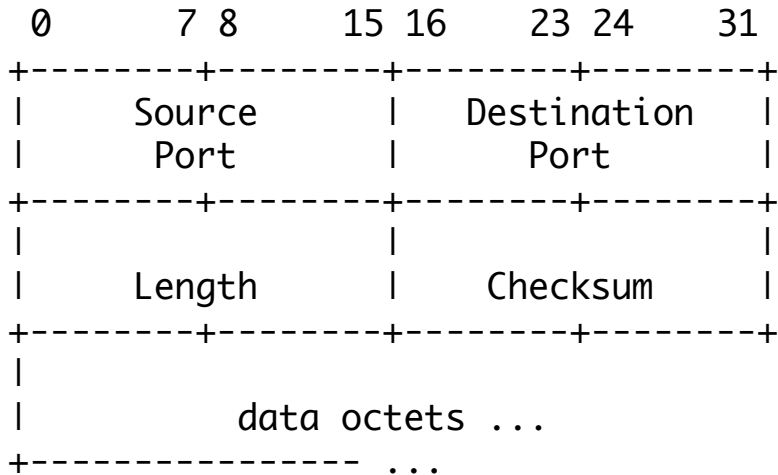 0      7 8     15 16    23 24    31
+--------+--------+--------+--------+
|     Source      |   Destination   |
|      Port       |      Port       |
+--------+--------+--------+--------+
|                 |                 |
|     Length      |    Checksum     |
+--------+--------+--------+--------+
|
|          data octets ...
+---------------- ...